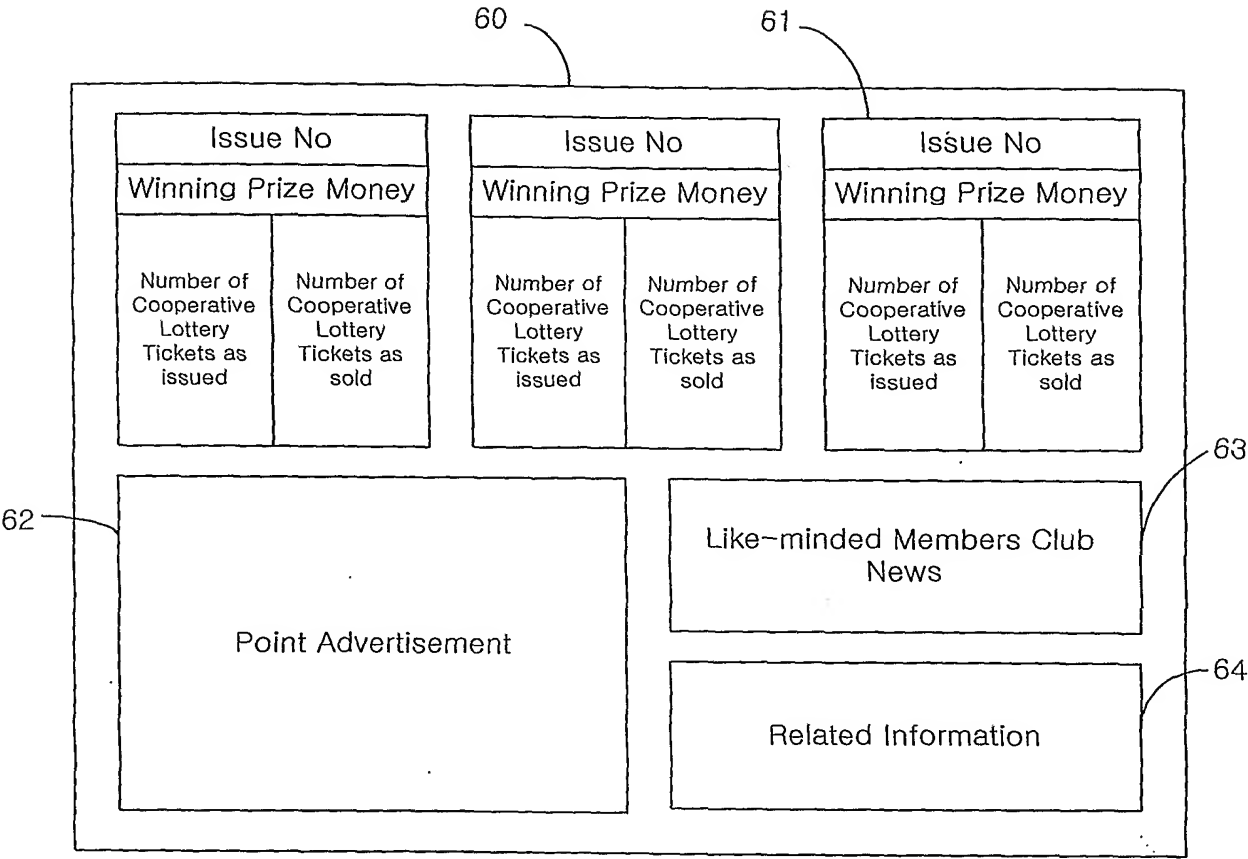 60
61
Issue No
Winning Prize Money
Number of
Cooperative
Lottery
Tickets as
issued
Number of
Cooperative
Lottery
Tickets as
sold
Issue No
Winning Prize Money
Number of
Cooperative
Lottery
Tickets as
issued
Number of
Cooperative
Lottery
Tickets as
sold
Issue No
Winning Prize Money
Number of
Cooperative
Lottery
Tickets as
issued
Number of
Cooperative
Lottery
Tickets as
sold
62
Point Advertisement
63
Like-minded Members Club
News
64
Related Information